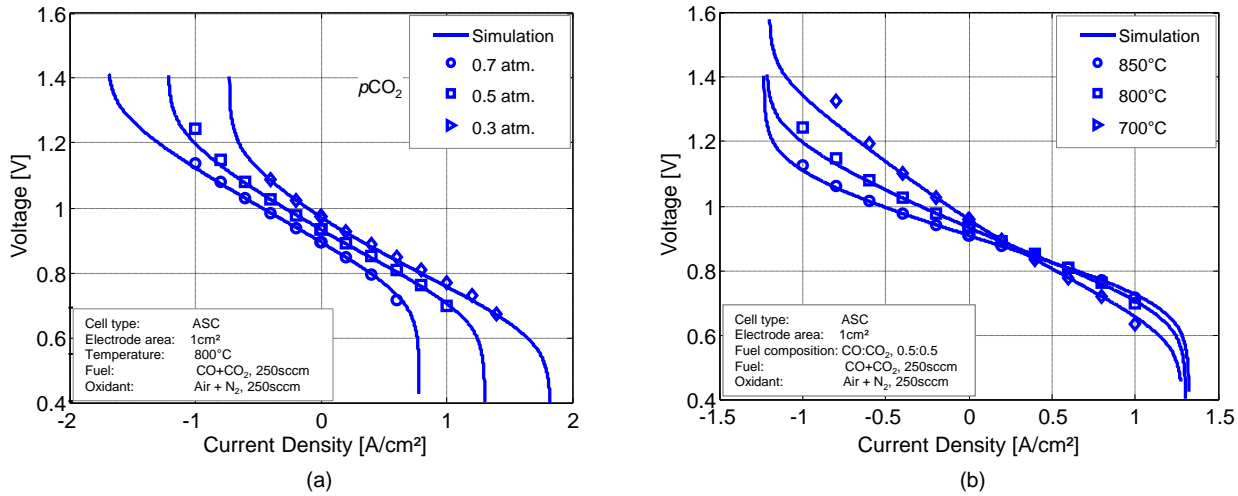 1.6
1.4
1.2
1
0.8
0.6
0.4
-2
-1
0
1
2
Voltage [V]
Current Density [A/cm²]
Simulation
0.7 atm.
0.5 atm.
0.3 atm.
pCO₂
Cell type: ASC
Electrode area: 1cm²
Temperature: 800°C
Fuel: CO+CO₂, 250sccm
Oxidant: Air + N₂, 250sccm
(a)
1.6
1.4
1.2
1
0.8
0.6
0.4
-1.5
-1
-0.5
0
0.5
1
1.5
Voltage [V]
Current Density [A/cm²]
Simulation
850°C
800°C
700°C
Cell type: ASC
Electrode area: 1cm²
Fuel composition: CO:CO₂, 0.5:0.5
Fuel: CO+CO₂, 250sccm
Oxidant: Air + N₂, 250sccm
(b)